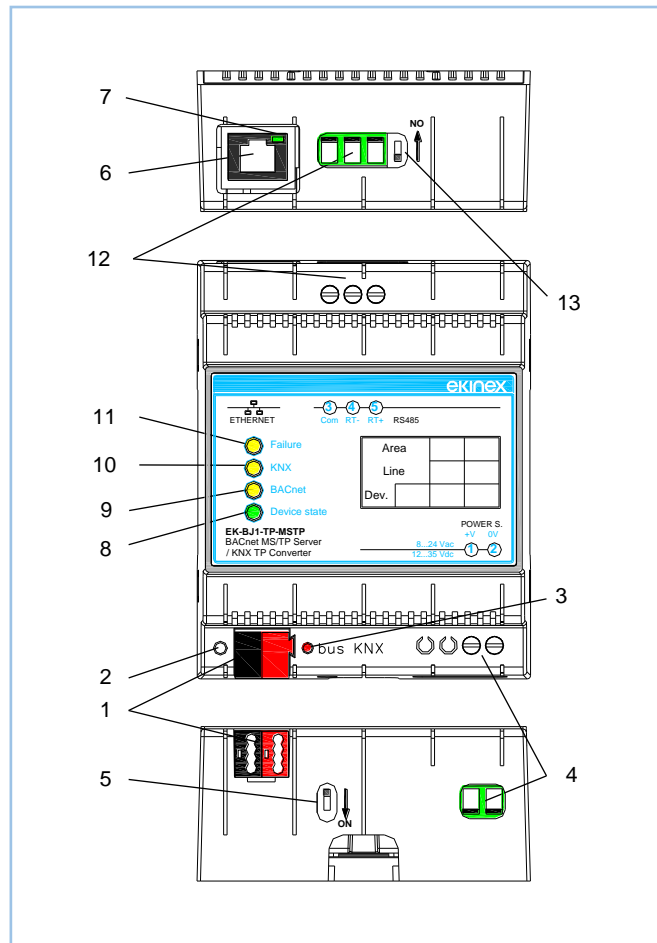 7
NO
6
12
13
ekinex
ETHERNET
3 4 5
Com RT- RT+ RS485
11
Failure
10
KNX
9
BACnet
8
Device state
Area
Line
Dev.
EK-BJ1-TP-MSTP
BACnet MS/TP Server
/ KNX TP Converter
POWER S.
+V 0V
8...24 Vac
12...35 Vdc
1 2
3
2
bus KNX
1
5
4
ON